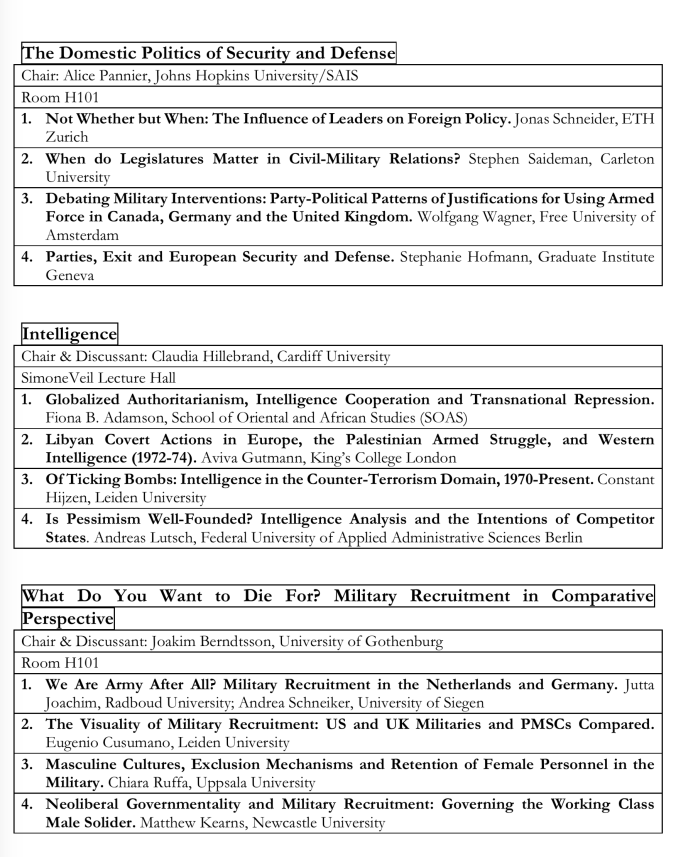 The Domestic Politics of Security and Defense
Chair: Alice Pannier, Johns Hopkins University/SAIS
Room H101
1. Not Whether but When: The Influence of Leaders on Foreign Policy. Jonas Schneider, ETH
Zurich
2. When do Legislatures Matter in Civil-Military Relations? Stephen Saideman, Carleton
University
3. Debating Military Interventions: Party-Political Patterns of Justifications for Using Armed
Force in Canada, Germany and the United Kingdom. Wolfgang Wagner, Free University of
Amsterdam
4. Parties, Exit and European Security and Defense. Stephanie Hofmann, Graduate Institute
Geneva
Intelligence
Chair & Discussant: Claudia Hillebrand, Cardiff University
SimoneVeil Lecture Hall
1. Globalized Authoritarianism, Intelligence Cooperation and Transnational Repression.
Fiona B. Adamson, School of Oriental and African Studies (SOAS)
2. Libyan Covert Actions in Europe, the Palestinian Armed Struggle, and Western
Intelligence (1972-74). Aviva Gutmann, King's College London
3. Of Ticking Bombs: Intelligence in the Counter-Terrorism Domain, 1970-Present. Constant
Hijzen, Leiden University
4. Is Pessimism Well-Founded? Intelligence Analysis and the Intentions of Competitor
States. Andreas Lutsch, Federal University of Applied Administrative Sciences Berlin
What Do You Want to Die For? Military Recruitment in Comparative
Perspective
Chair & Discussant: Joakim Berndtsson, University of Gothenburg
Room H101
1. We Are Army After All? Military Recruitment in the Netherlands and Germany. Jutta
Joachim, Radboud University; Andrea Schneiker, University of Siegen
2. The Visuality of Military Recruitment: US and UK Militaries and PMSCs Compared.
Eugenio Cusumano, Leiden University
3. Masculine Cultures, Exclusion Mechanisms and Retention of Female Personnel in the
Military. Chiara Ruffa, Uppsala University
4. Neoliberal Governmentality and Military Recruitment: Governing the Working Class
Male Solider. Matthew Kearns, Newcastle University